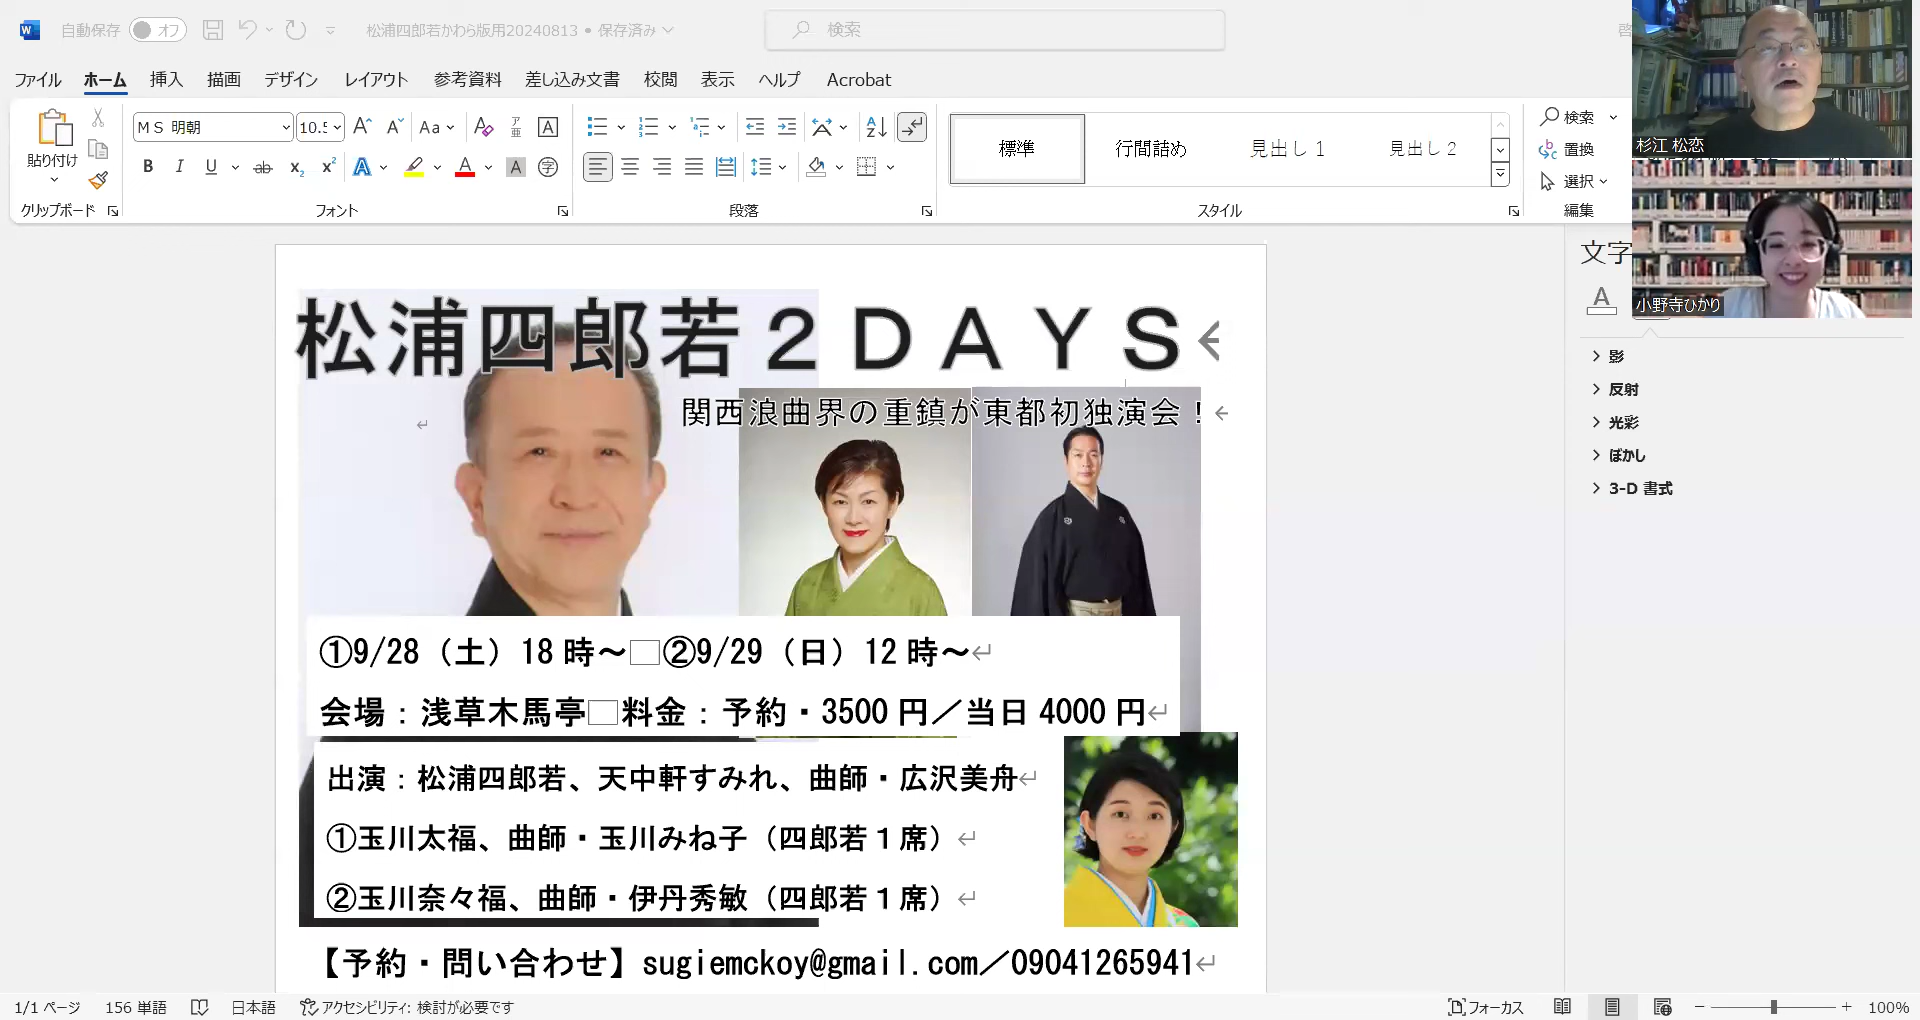 自動保存 オフ 松浦四郎若かわら版用20240813 • 保存済み 検索
ファイル ホーム 挿入 描画 デザイン レイアウト 参考資料 差し込み文書 校閲 表示 ヘルプ Acrobat
貼り付け
クリップボード
ＭＳ 明朝 10.5
フォント
段落
標準 行間詰め 見出し 1 見出し 2
スタイル
検索
置換
選択
編集
杉江 松恋
小野寺ひかり
文字
影
反射
光彩
ぼかし
3-D 書式
松浦四郎若２ＤＡＹＳ
関西浪曲界の重鎮が東都初独演会！
①9/28（土）18時～□②9/29（日）12時～
会場：浅草木馬亭□料金：予約・3500円／当日4000円
出演：松浦四郎若、天中軒すみれ、曲師・広沢美舟
①玉川太福、曲師・玉川みね子（四郎若１席）
②玉川奈々福、曲師・伊丹秀敏（四郎若１席）
【予約・問い合わせ】sugiemckoy@gmail.com／09041265941
1/1 ページ 156 単語 日本語 アクセシビリティ: 検討が必要です フォーカス 100%